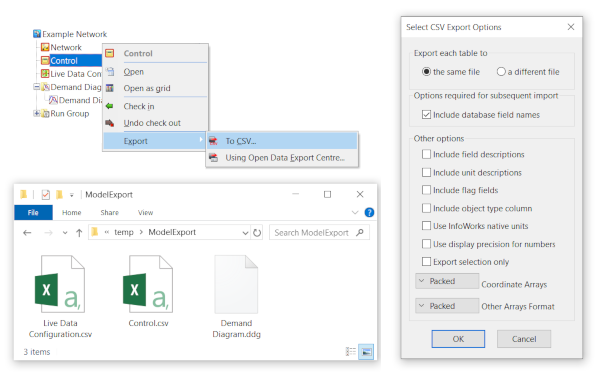 Example Network
Network
Control
Live Data Con
Demand Diag
Demand Dia
Run Group
Control
Open
Open as grid
Check in
Undo check out
Export
To CSV...
Using Open Data Export Centre...
ModelExport
File Home Share View
« temp › ModelExport
Search ModelExport
Live Data
Configuration.csv
Control.csv
Demand
Diagram.ddg
3 items
Select CSV Export Options
Export each table to
the same file
a different file
Options required for subsequent import
Include database field names
Other options
Include field descriptions
Include unit descriptions
Include flag fields
Include object type column
Use InfoWorks native units
Use display precision for numbers
Export selection only
Packed Coordinate Arrays
Packed Other Arrays Format
OK Cancel